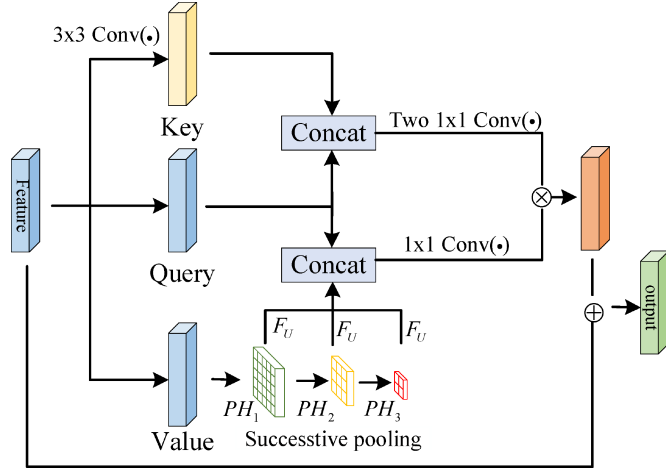 3x3 Conv(•)
Key
Concat
Two 1x1 Conv(•)
Feature
Query
Concat
1x1 Conv(•)
output
F_U
F_U
F_U
Value
PH_1
PH_2
PH_3
Successtive pooling